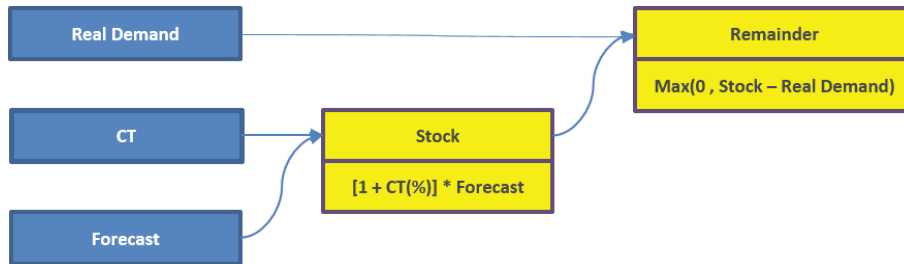 Real Demand
Remainder
Max(0 , Stock – Real Demand)
CT
Stock
[1 + CT(%)] * Forecast
Forecast